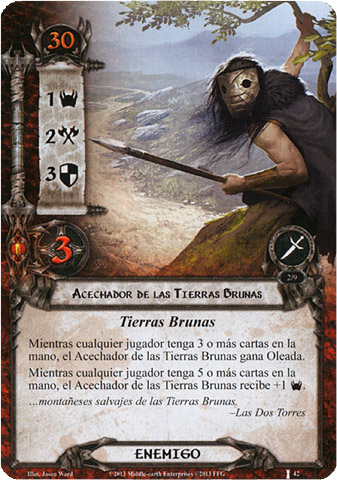 30
1
2
3
3
2/9
Acechador de las Tierras Brunas
Tierras Brunas
Mientras cualquier jugador tenga 3 o más cartas en la
mano, el Acechador de las Tierras Brunas gana Oleada.
Mientras cualquier jugador tenga 5 o más cartas en la
mano, el Acechador de las Tierras Brunas recibe +1 .
...montañeses salvajes de las Tierras Brunas.
–Las Dos Torres
ENEMIGO
Illus. Jason Ward
©2013 Middle-earth Enterprises ©2013 FFG
42